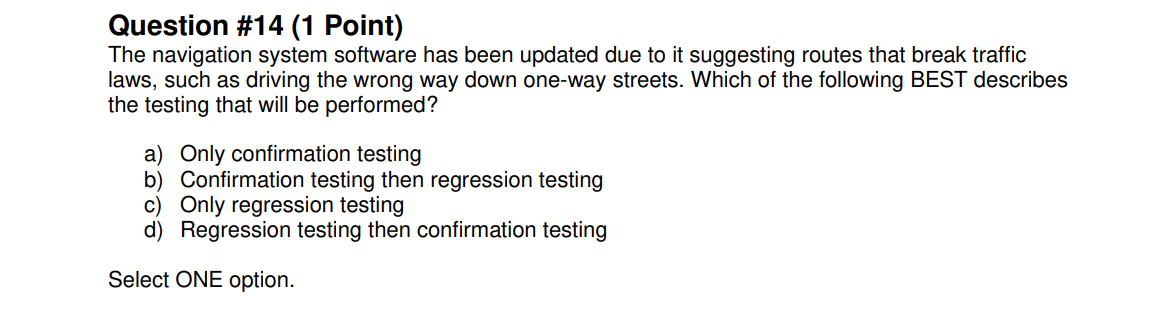 Question #14 (1 Point)
The navigation system software has been updated due to it suggesting routes that break traffic
laws, such as driving the wrong way down one-way streets. Which of the following BEST describes
the testing that will be performed?
a) Only confirmation testing
b) Confirmation testing then regression testing
c) Only regression testing
d) Regression testing then confirmation testing
Select ONE option.